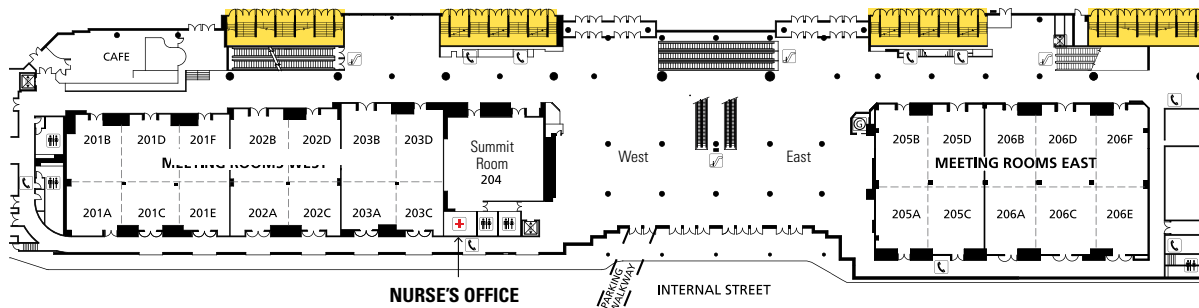 CAFE
201B
201D
201F
202B
202D
203B
203D
Summit
Room
204
West
East
205B
205D
206B
206D
206F
MEETING ROOMS WEST
MEETING ROOMS EAST
201A
201C
201E
202A
202C
203A
203C
205A
205C
206A
206C
206E
G
NURSE'S OFFICE
PARKING
WALKWAY
INTERNAL STREET